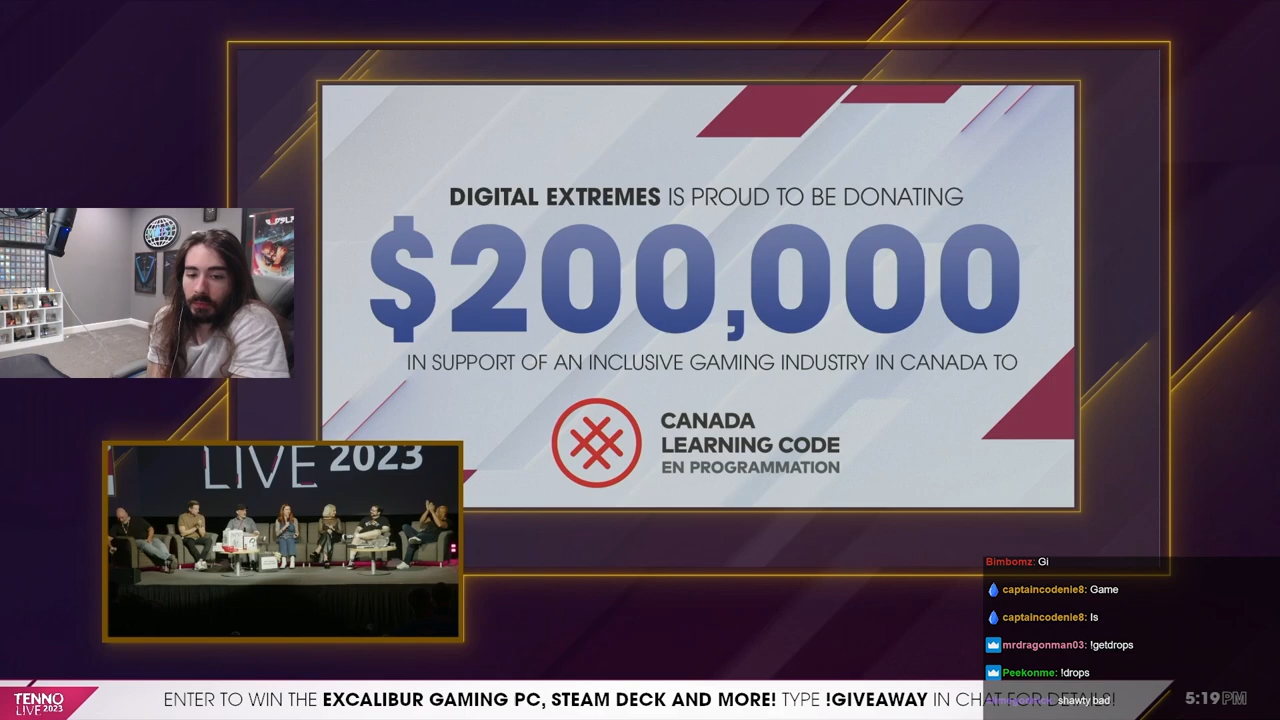 DIGITAL EXTREMES IS PROUD TO BE DONATING
$200,000
IN SUPPORT OF AN INCLUSIVE GAMING INDUSTRY IN CANADA TO
CANADA
LEARNING CODE
EN PROGRAMMATION
LIVE 2023
Bimbomz: Gi
captaincodenie8: Game
captaincodenie8: Is
mrdragonman03: !getdrops
Peekonme: !drops
shawty bad
TENNO
LIVE 2023
ENTER TO WIN THE EXCALIBUR GAMING PC, STEAM DECK AND MORE! TYPE !GIVEAWAY IN CHAT FOR DETAILS!
5:19PM